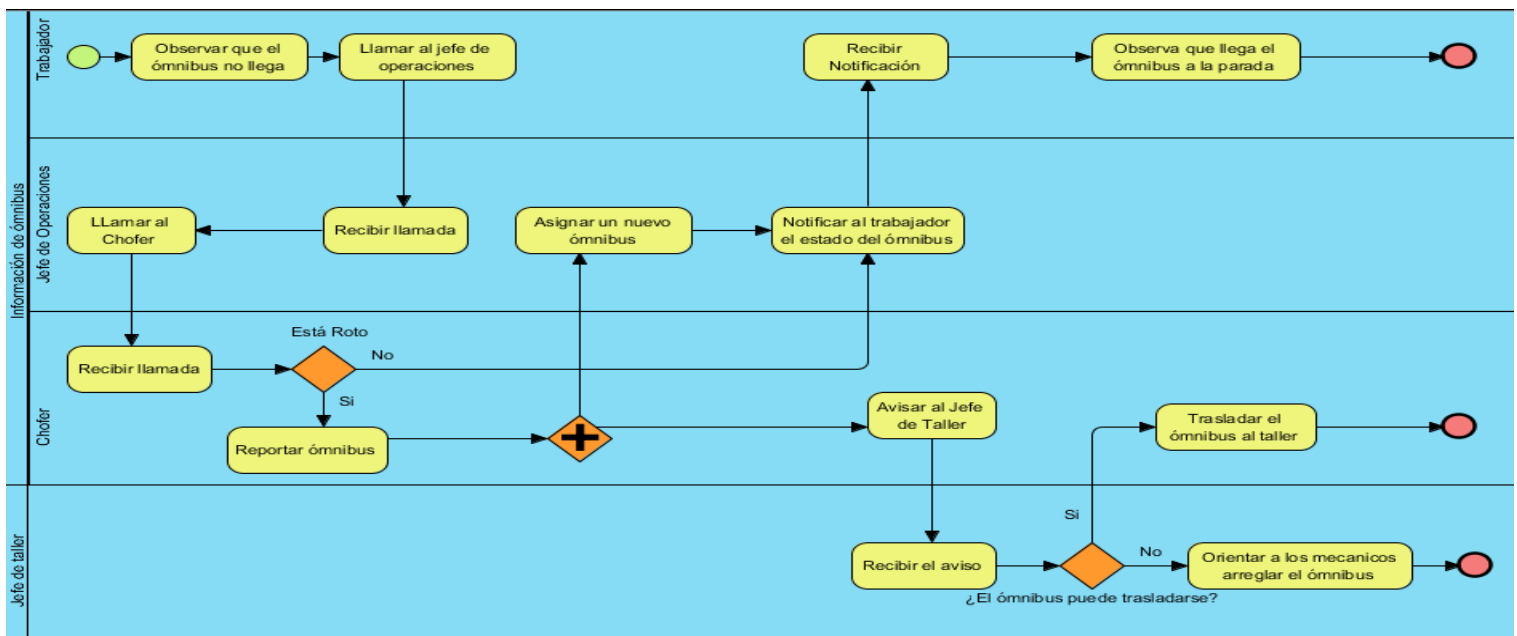 Información de ómnibus
Trabajador
Observar que el
ómnibus no llega
Llamar al jefe de
operaciones
Recibir
Notificación
Observa que llega el
ómnibus a la parada
Jefe de Operaciones
LLamar al
Chofer
Recibir llamada
Asignar un nuevo
ómnibus
Notificar al trabajador
el estado del ómnibus
Chofer
Recibir llamada
Está Roto
No
Si
Reportar ómnibus
Avisar al Jefe
de Taller
Trasladar el
ómnibus al taller
Jefe de taller
Recibir el aviso
Si
No
¿El ómnibus puede trasladarse?
Orientar a los mecanicos
arreglar el ómnibus